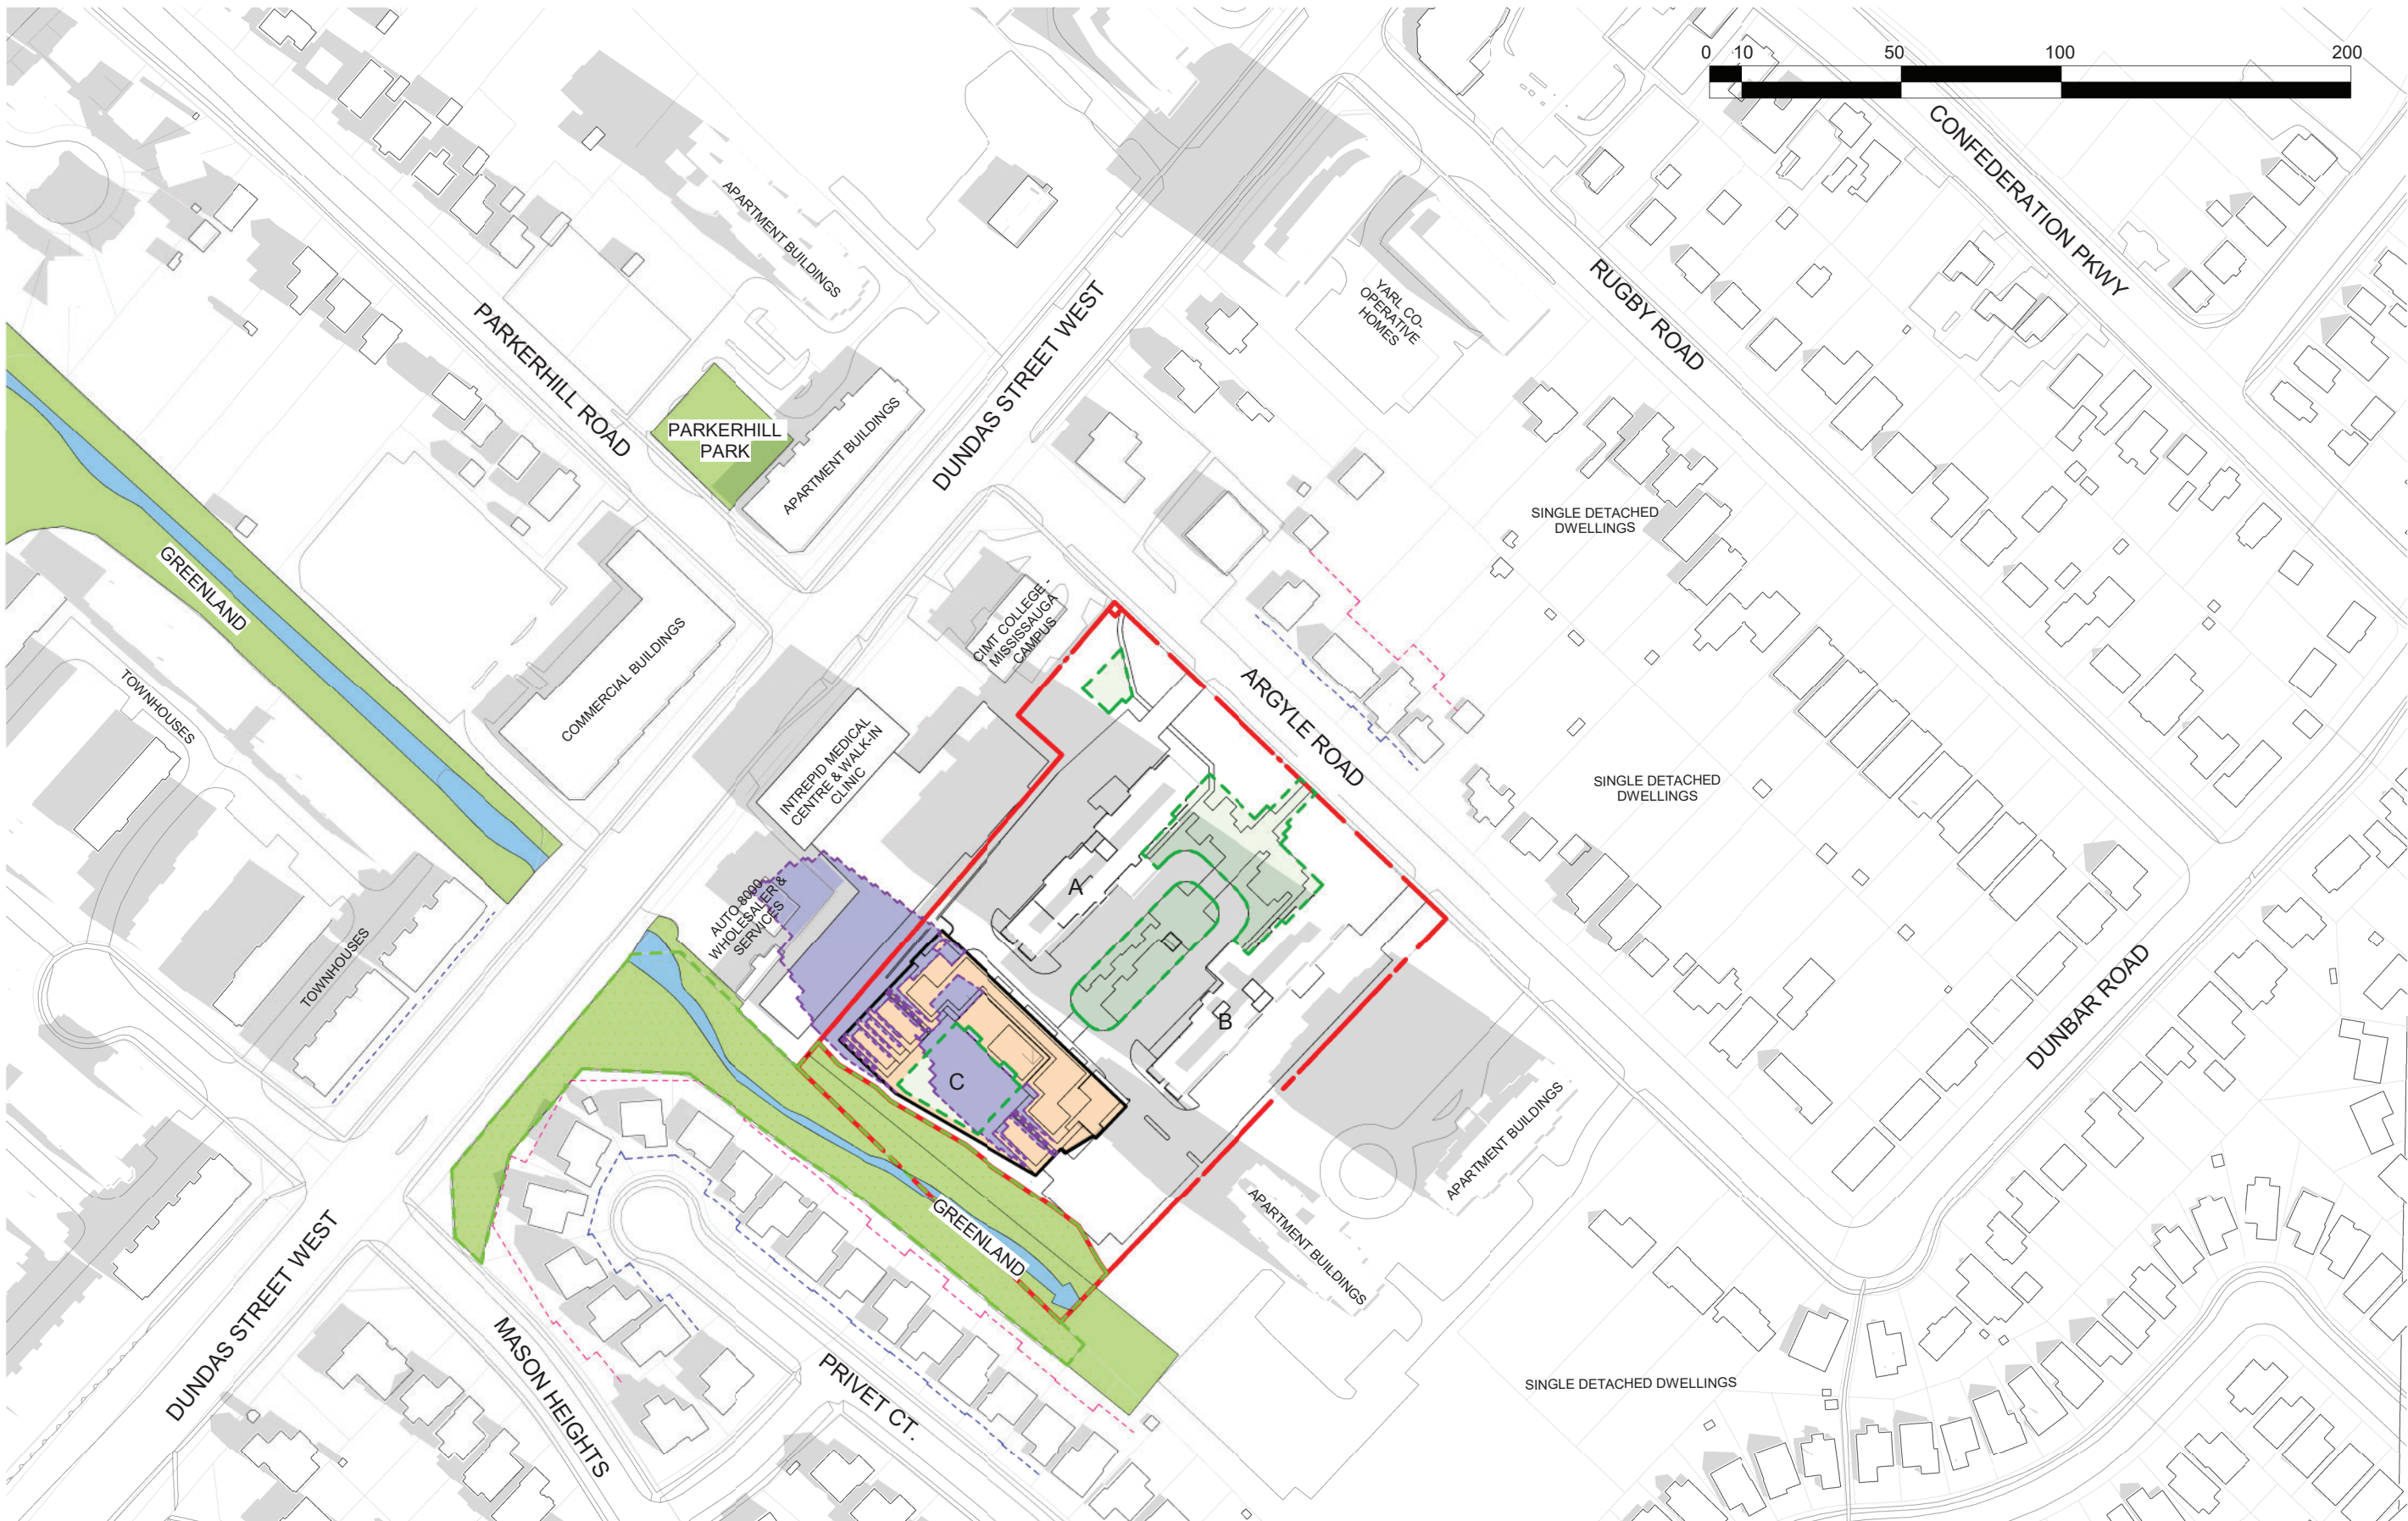 0 10 50 100 200
CONFEDERATION PKWY
APARTMENT BUILDINGS
YARL CO-
OPERATIVE
HOMES
RUGBY ROAD
PARKERHILL ROAD
DUNDAS STREET WEST
PARKERHILL
PARK
APARTMENT BUILDINGS
SINGLE DETACHED
DWELLINGS
GREENLAND
CIMT COLLEGE -
MISSISSAUGA
CAMPUS
COMMERCIAL BUILDINGS
TOWNHOUSES
ARGYLE ROAD
INTREPID MEDICAL
CENTRE & WALK-IN
CLINIC
SINGLE DETACHED
DWELLINGS
A
AUTO 8000
WHOLESALER &
SERVICES
TOWNHOUSES
B
DUNBAR ROAD
C
APARTMENT BUILDINGS
GREENLAND
APARTMENT BUILDINGS
DUNDAS STREET WEST
MASON HEIGHTS
PRIVET CT.
SINGLE DETACHED DWELLINGS